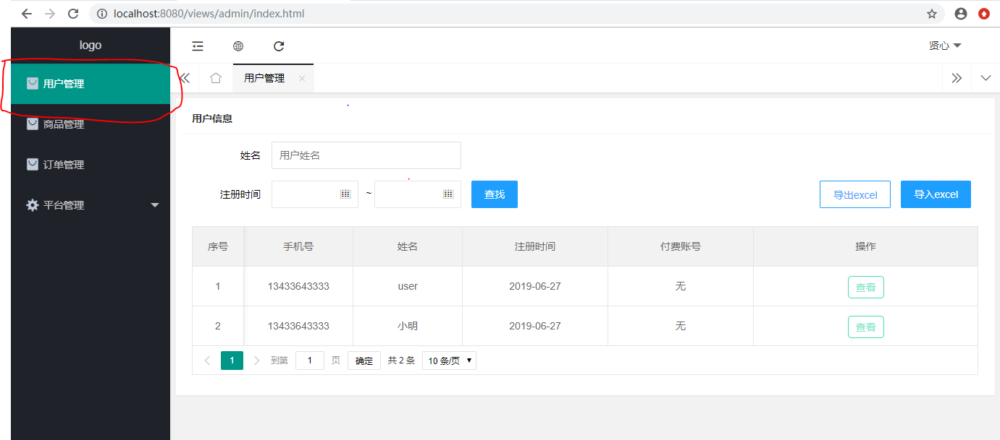 localhost:8080/views/admin/index.html
logo
贤心
用户管理
商品管理
订单管理
平台管理
用户管理
用户信息
姓名 用户姓名
注册时间 ~ 查找 导出excel 导入excel
序号 手机号 姓名 注册时间 付费账号 操作
1 13433643333 user 2019-06-27 无 查看
2 13433643333 小明 2019-06-27 无 查看
1 到第 1 页 确定 共 2 条 10 条/页